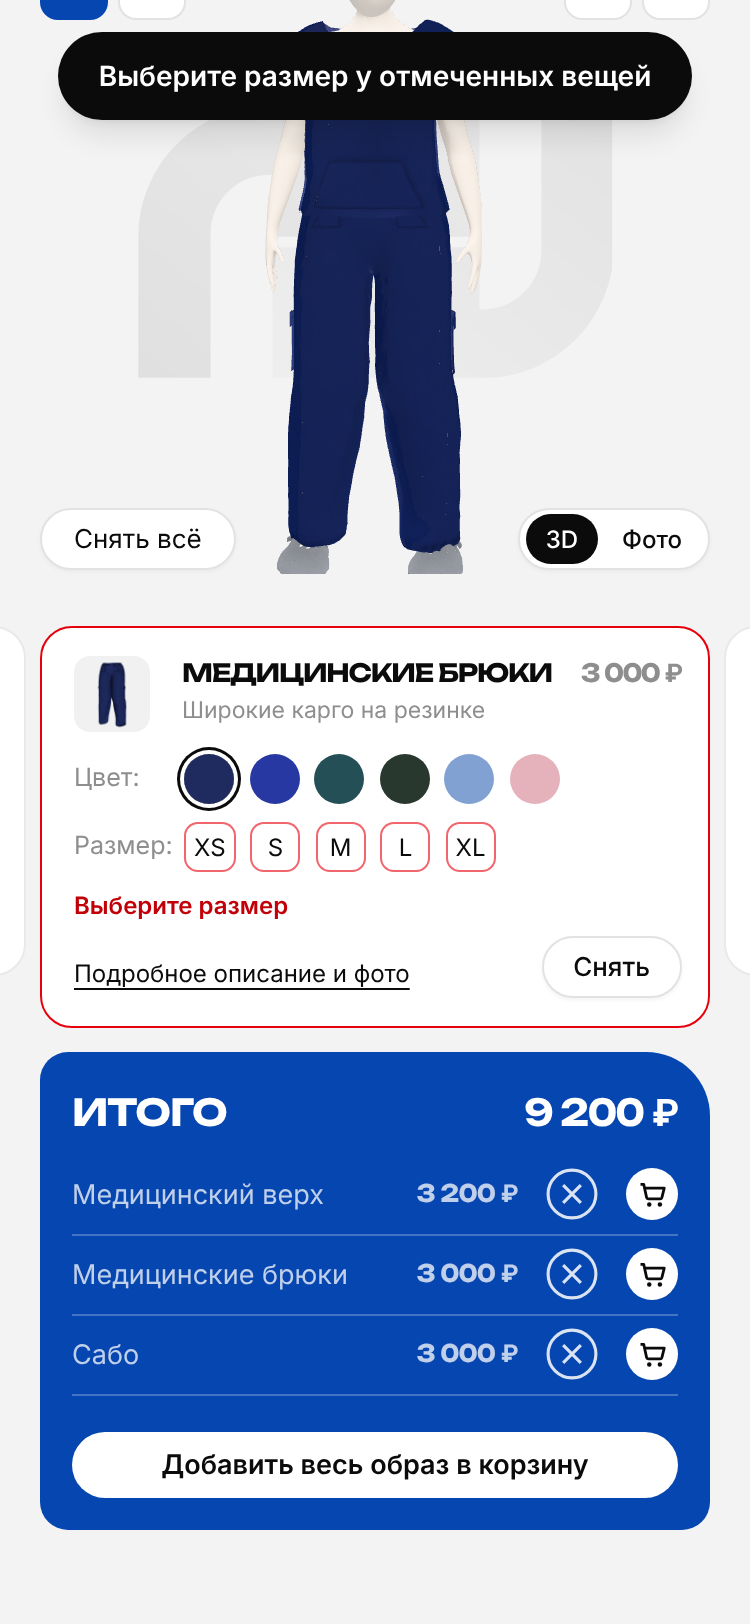 Выберите размер у отмеченных вещей
Снять всё
3D Фото
МЕДИЦИНСКИЕ БРЮКИ 3 000 ₽
Широкие карго на резинке
Цвет:
Размер: XS S M L XL
Выберите размер
Подробное описание и фото
Снять
ИТОГО 9 200 ₽
Медицинский верх 3 200 ₽
Медицинские брюки 3 000 ₽
Сабо 3 000 ₽
Добавить весь образ в корзину